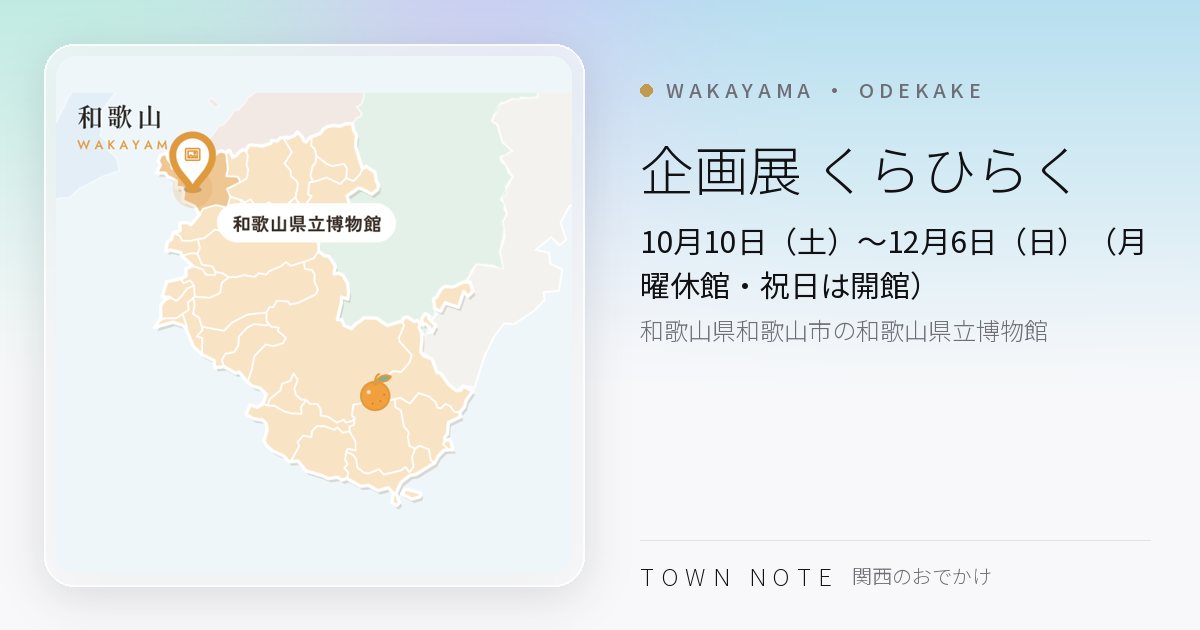 和歌山
WAKAYAM
和歌山県立博物館
WAKAYAMA • ODEKAKE
企画展 くらひらく
10月10日（土）〜12月6日（日）（月
曜休館・祝日は開館）
和歌山県和歌山市の和歌山県立博物館
TOWN NOTE 関西のおでかけ